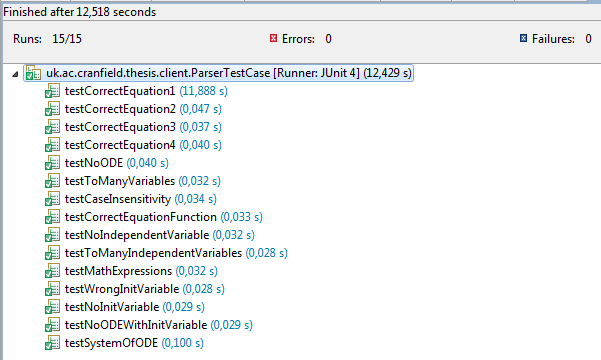 Finished after 12,518 seconds
Runs: 15/15 Errors: 0 Failures: 0
uk.ac.cranfield.thesis.client.ParserTestCase [Runner: JUnit 4] (12,429 s)
testCorrectEquation1 (11,888 s)
testCorrectEquation2 (0,047 s)
testCorrectEquation3 (0,037 s)
testCorrectEquation4 (0,040 s)
testNoODE (0,040 s)
testToManyVariables (0,032 s)
testCaseInsensitivity (0,034 s)
testCorrectEquationFunction (0,033 s)
testNoIndependentVariable (0,032 s)
testToManyIndependentVariables (0,028 s)
testMathExpressions (0,032 s)
testWrongInitVariable (0,028 s)
testNoInitVariable (0,029 s)
testNoODEWithInitVariable (0,029 s)
testSystemOfODE (0,100 s)